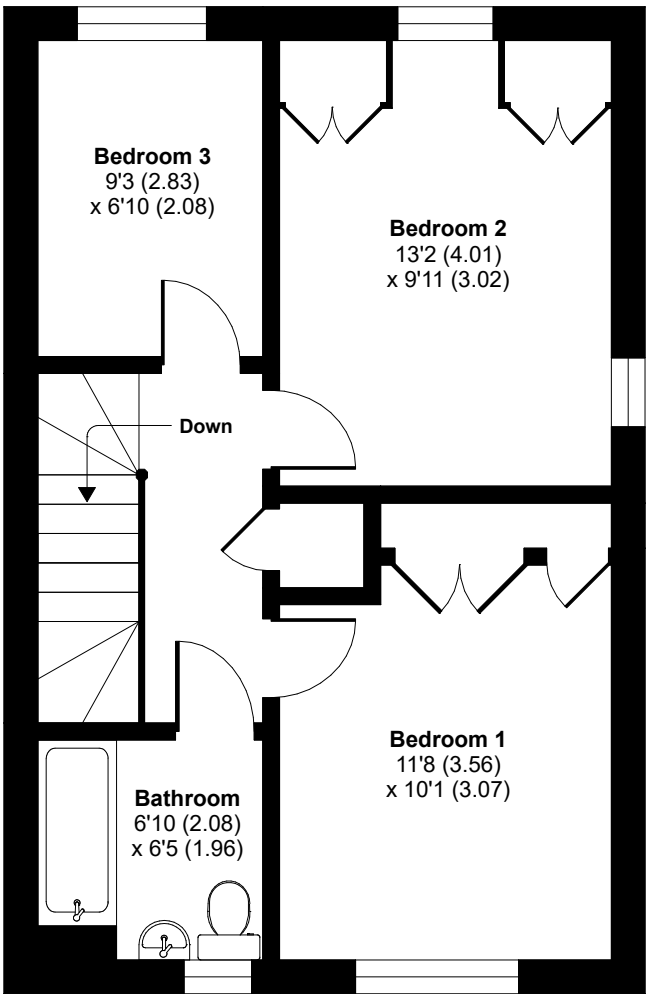 Bedroom 3
9'3 (2.83)
x 6'10 (2.08)
Bedroom 2
13'2 (4.01)
x 9'11 (3.02)
Down
Bedroom 1
11'8 (3.56)
x 10'1 (3.07)
Bathroom
6'10 (2.08)
x 6'5 (1.96)